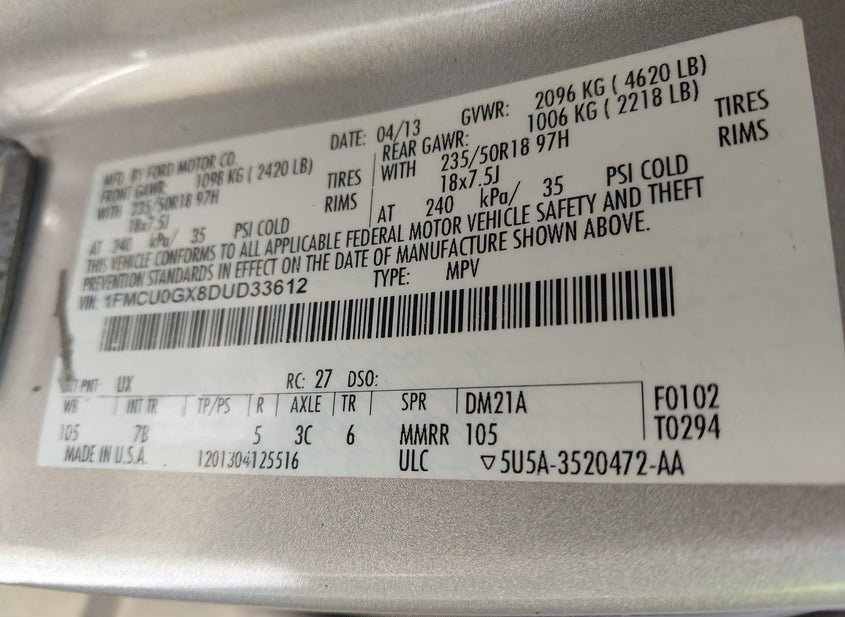 MFD. BY FORD MOTOR CO.
DATE: 04/13 GVWR: 2096 KG ( 4620 LB)
FRONT GAWR: 1098 KG ( 2420 LB)
REAR GAWR: 1006 KG ( 2218 LB)
WITH 235/50R18 97H TIRES
WITH 235/50R18 97H TIRES
18x7.5J RIMS
18x7.5J RIMS
AT 240 kPa/ 35 PSI COLD
AT 240 kPa/ 35 PSI COLD
THIS VEHICLE CONFORMS TO ALL APPLICABLE FEDERAL MOTOR VEHICLE SAFETY AND THEFT
PREVENTION STANDARDS IN EFFECT ON THE DATE OF MANUFACTURE SHOWN ABOVE.
VIN: 1FMCU0GX8DUD33612 TYPE: MPV
PNT: UX RC: 27 DSO:
WB INT TR TP/PS R AXLE TR SPR DM21A F0102
105 7B 5 3C 6 MMRR 105 T0294
MADE IN U.S.A. 1201304125516 ULC ▽5U5A-3520472-AA